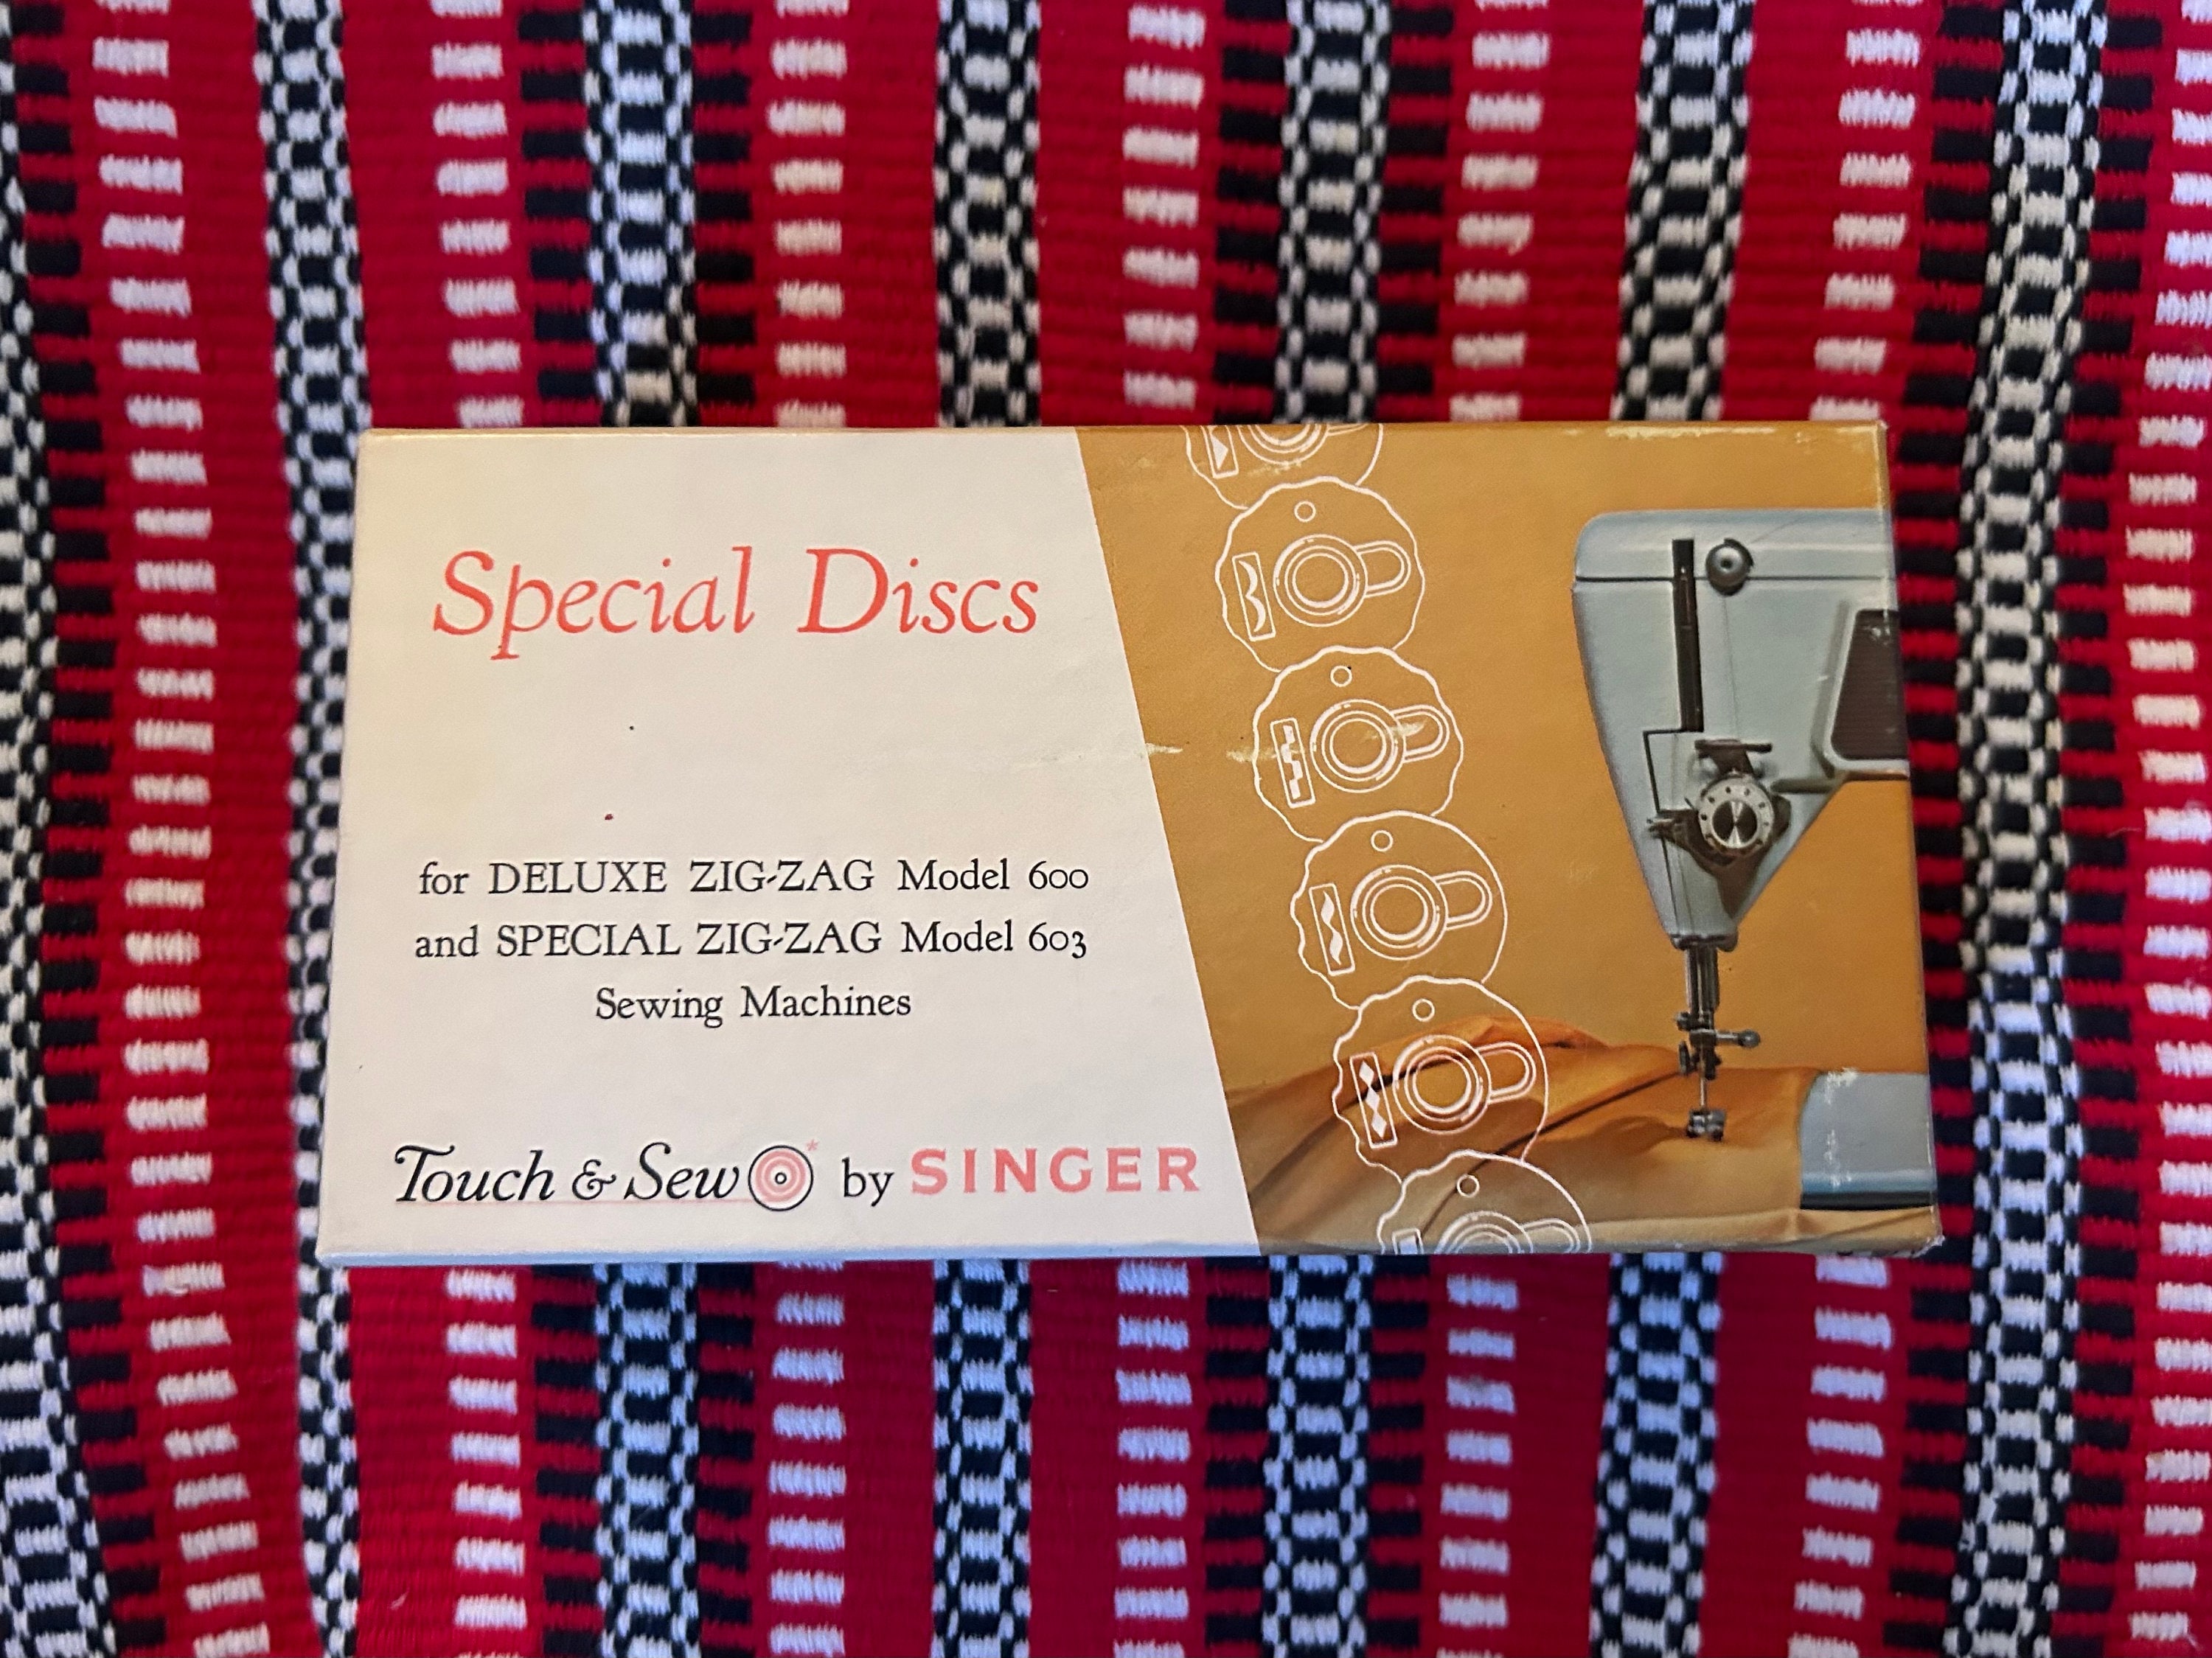 Special Discs
for DELUXE ZIG-ZAG Model 600
and SPECIAL ZIG-ZAG Model 603
Sewing Machines
Touch & Sew * by SINGER